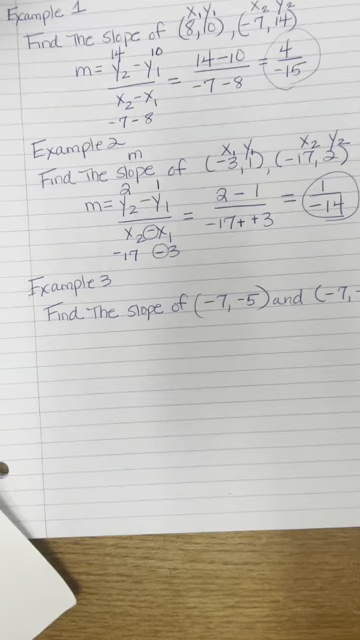 Example 1
x₁ y₁ x₂ y₂
Find The slope of (8,10), (-7,14)
14 10
m = y₂ - y₁ = 14 - 10 = 4
x₂ - x₁ -7 - 8 -15
-7 - 8
Example 2
m x₁ y₁ x₂ y₂
Find The slope of (-3,1), (-17,2)
2 1
m = y₂ - y₁ = 2 - 1 = 1
x₂ - x₁ -17 + +3 -14
-17 -3
Example 3
Find The slope of (-7,-5) and (-7,-